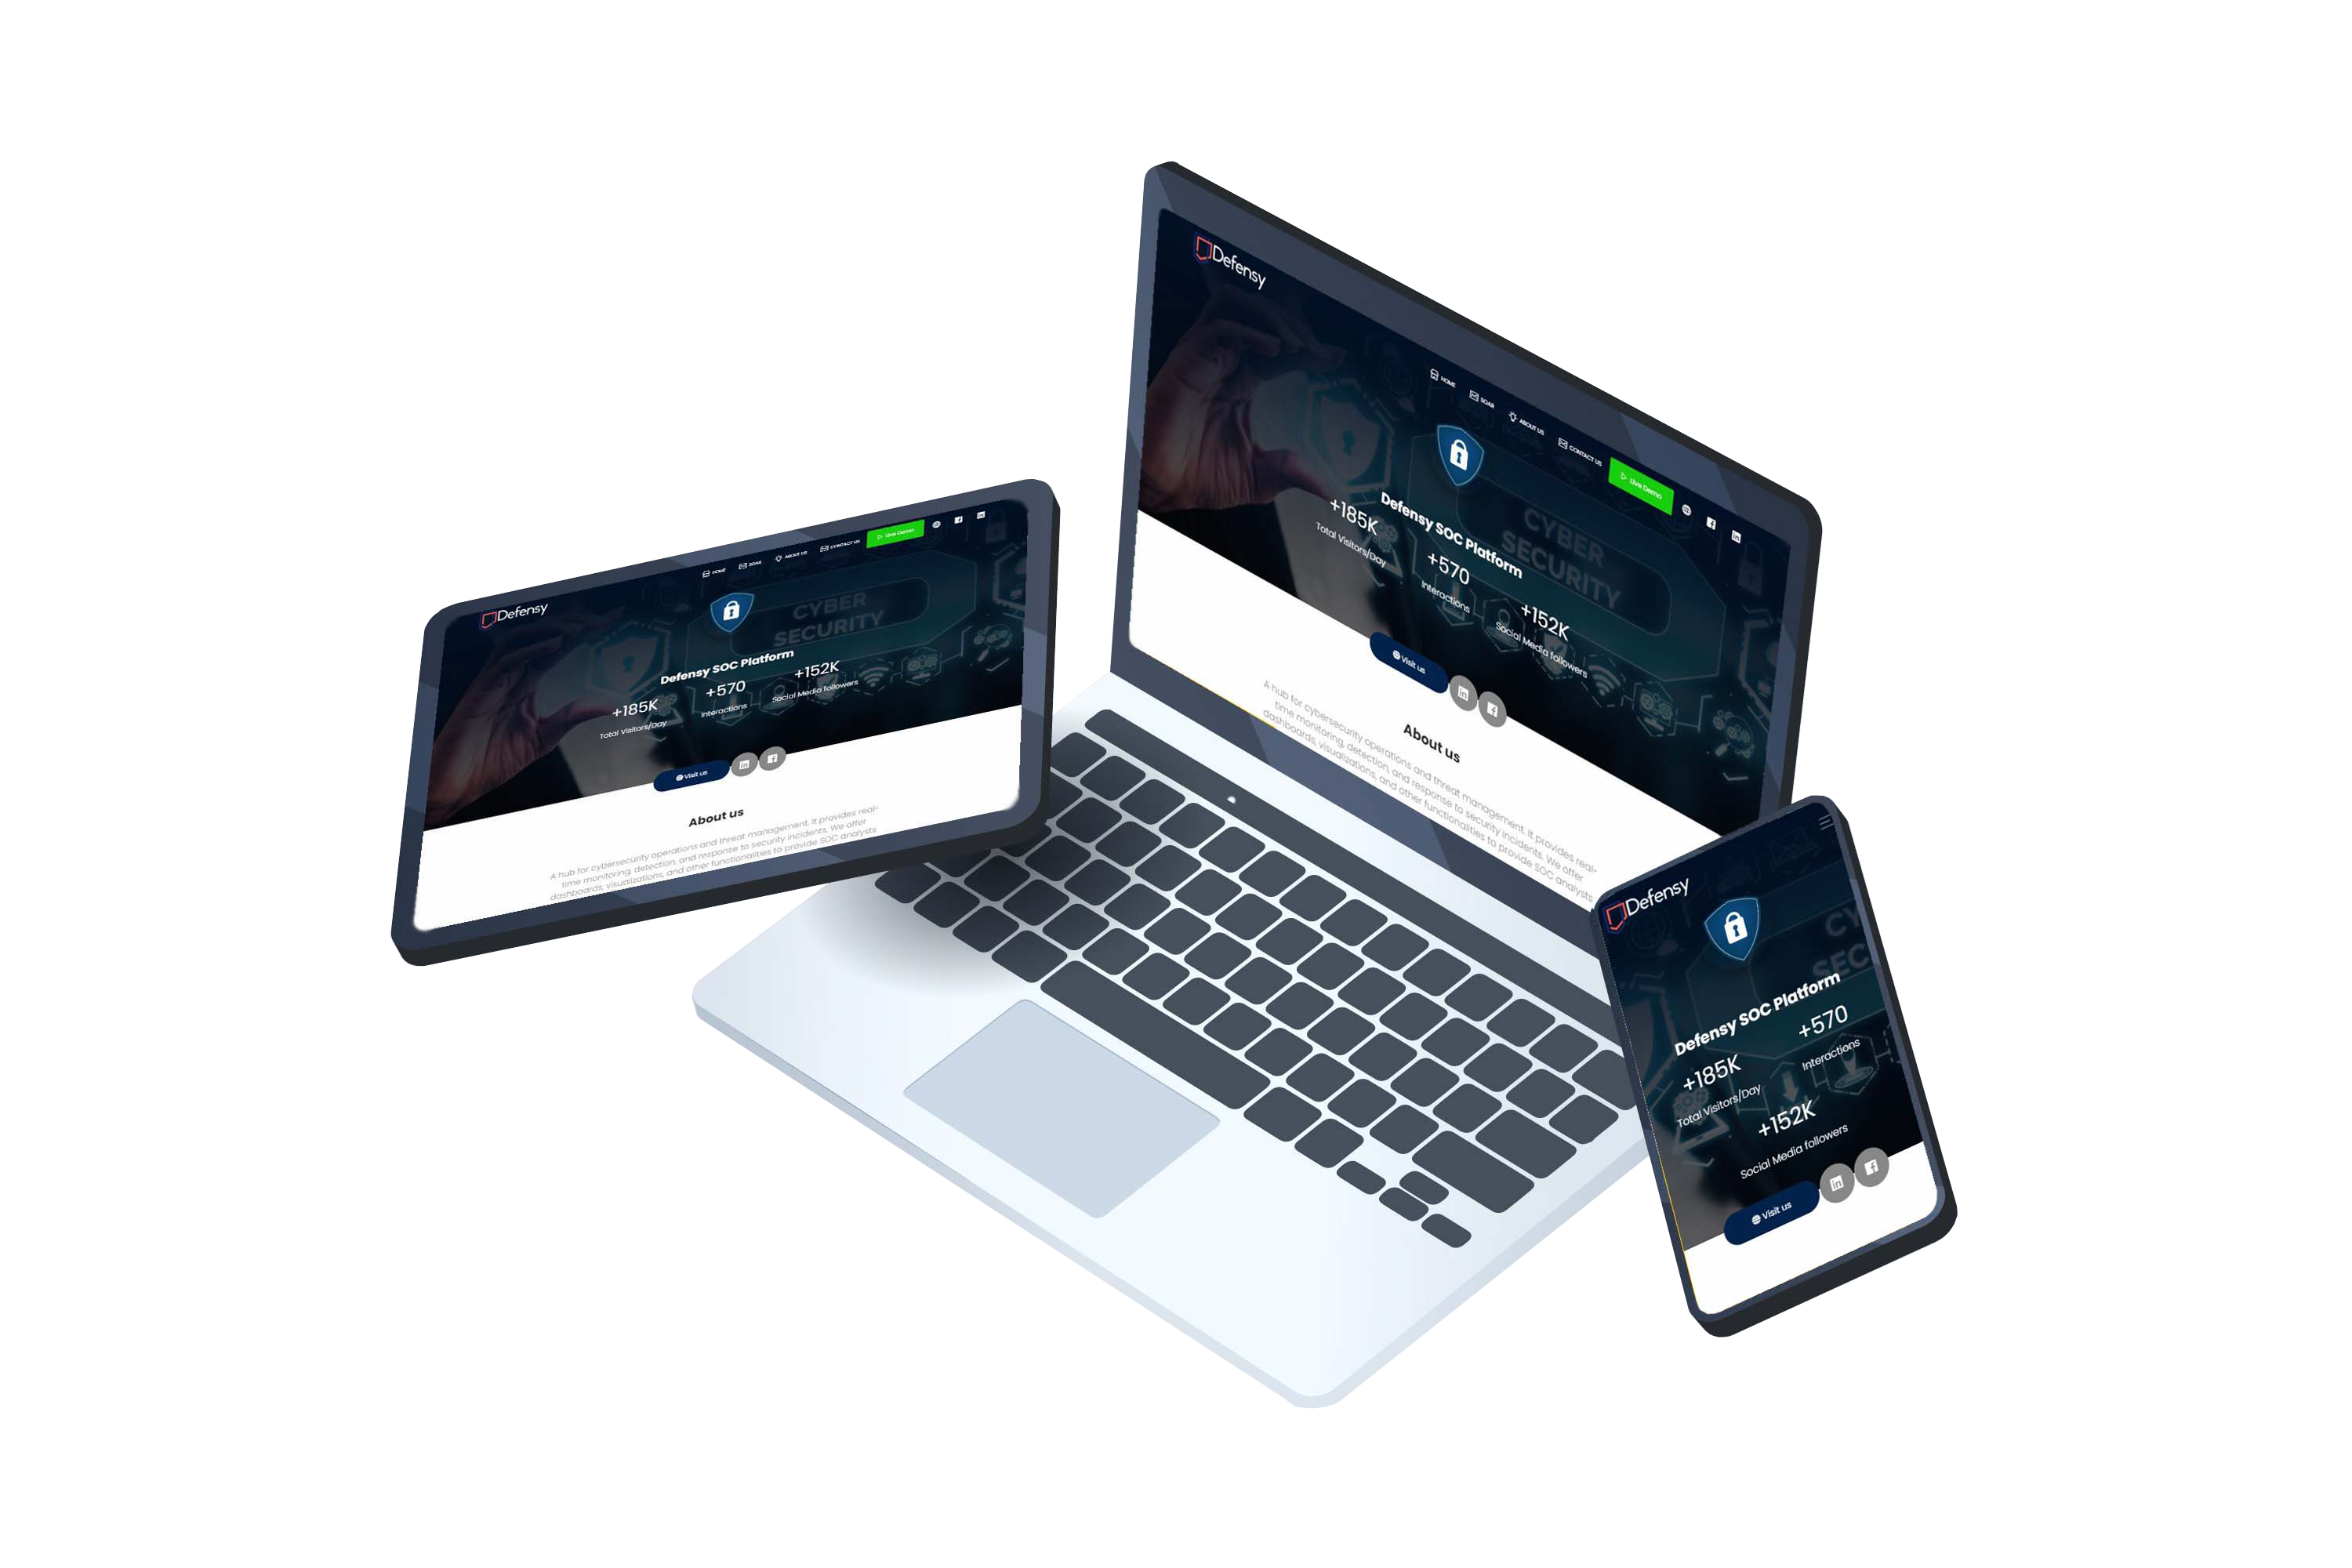 Defensy
HOME
SOAR
ABOUT US
CONTACT US
Live Demo
CYBER
SECURITY
Defensy SOC Platform
+185K
Total Visitors/Day
+570
Interactions
+152K
Social Media followers
Visit us
in
About us
A hub for cybersecurity operations and threat management. It provides real-
time monitoring, detection, and response to security incidents. We offer
dashboards, visualizations, and other functionalities to provide SOC analysts
Defensy
HOME
SOAR
ABOUT US
CONTACT US
Live Demo
in
CYBER
SECURITY
Defensy SOC Platform
+185K
Total Visitors/Day
+570
Interactions
+152K
Social Media followers
Visit us
in
About us
A hub for cybersecurity operations and threat management. It provides real-
time monitoring, detection, and response to security incidents. We offer
dashboards, visualizations, and other functionalities to provide SOC analysts
Defensy
CY
SEC
Defensy SOC Platform
+185K
Total Visitors/Day
+570
Interactions
+152K
Social Media followers
Visit us
in